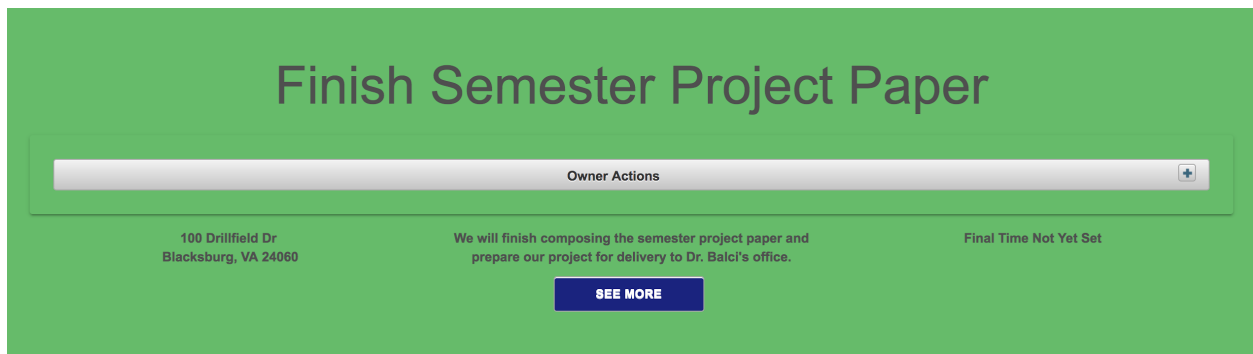 Finish Semester Project Paper
Owner Actions
100 Drillfield Dr
Blacksburg, VA 24060
We will finish composing the semester project paper and
prepare our project for delivery to Dr. Balci's office.
Final Time Not Yet Set
SEE MORE